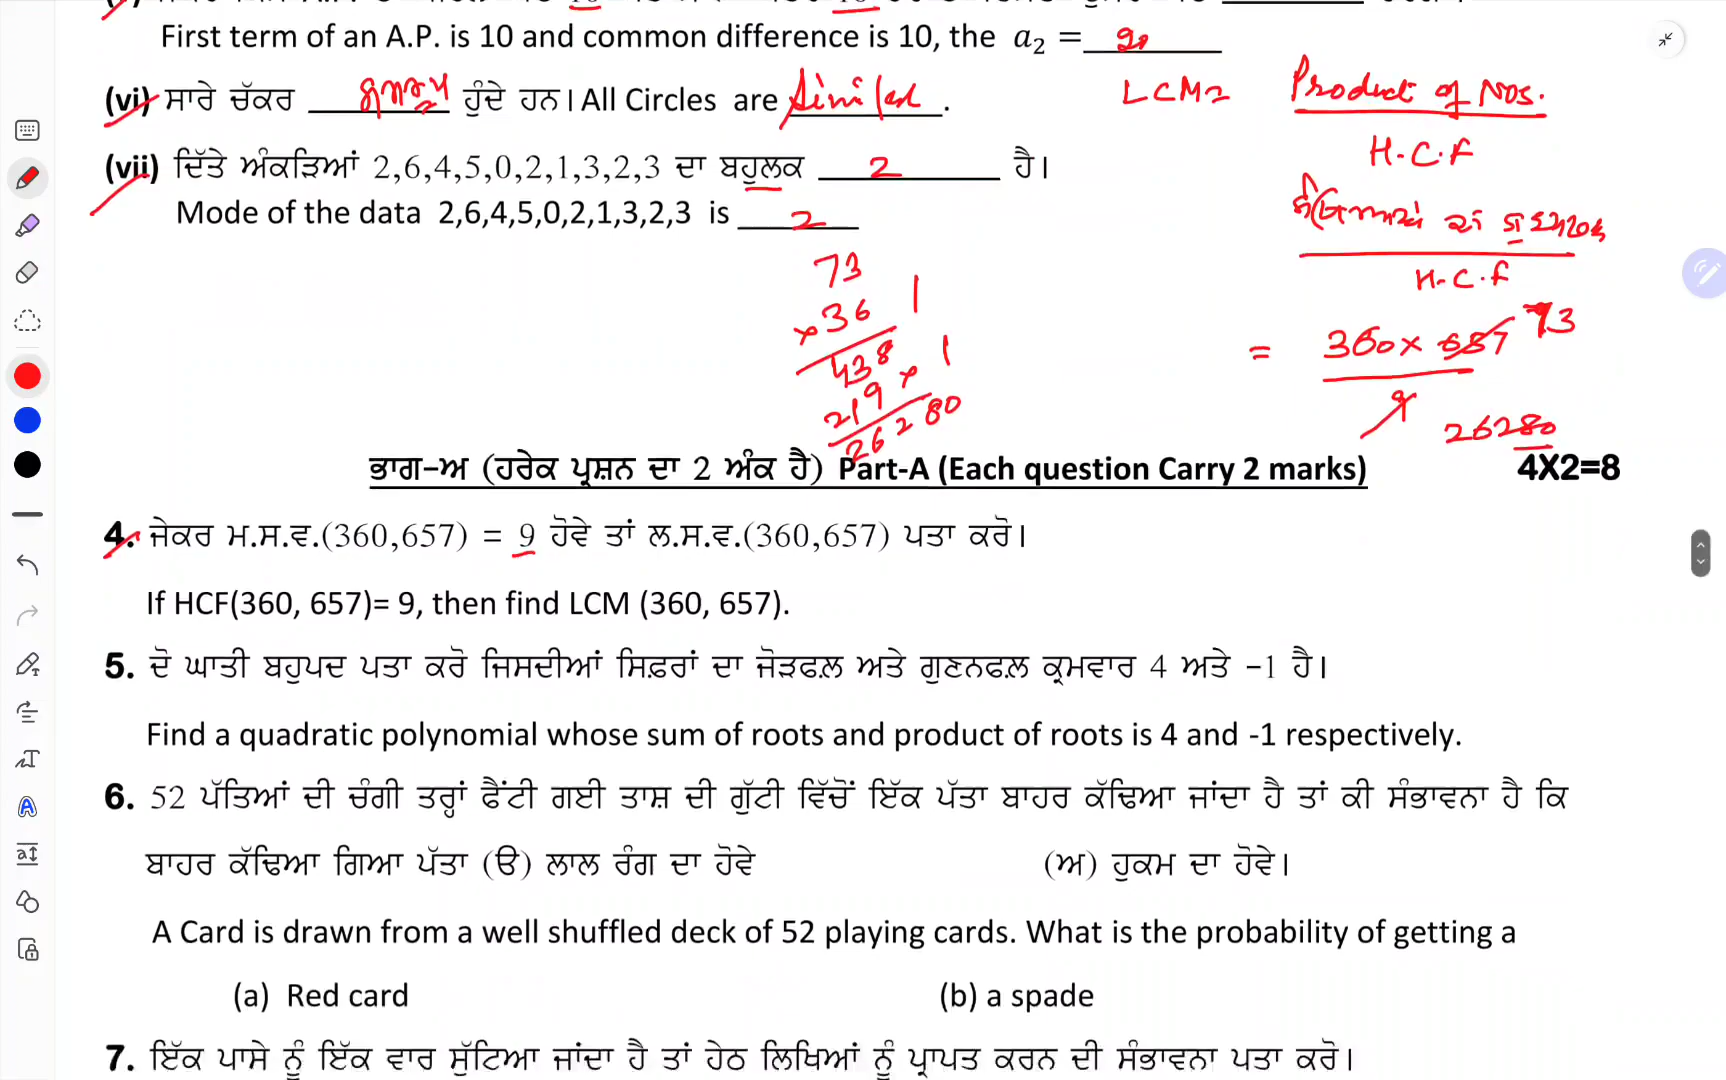 First term of an A.P. is 10 and common difference is 10, the a₂ = 20
(vi) ਸਾਰੇ ਚੱਕਰ ਸਮਰੂਪ ਹੁੰਦੇ ਹਨ। All Circles are Similar.
LCM =
Product of Nos.
H.C.F
(vii) ਦਿੱਤੇ ਅੰਕੜਿਆਂ 2,6,4,5,0,2,1,3,2,3 ਦਾ ਬਹੁਲਕ 2 ਹੈ।
Mode of the data 2,6,4,5,0,2,1,3,2,3 is 2
H.C.F
73
×36
438
219×
26280
1
1
= 360× 657 73
9
26280
ਭਾਗ-ਅ (ਹਰੇਕ ਪ੍ਰਸ਼ਨ ਦਾ 2 ਅੰਕ ਹੈ) Part-A (Each question Carry 2 marks) 4X2=8
4. ਜੇਕਰ ਮ.ਸ.ਵ.(360,657) = 9 ਹੋਵੇ ਤਾਂ ਲ.ਸ.ਵ.(360,657) ਪਤਾ ਕਰੋ।
If HCF(360, 657)= 9, then find LCM (360, 657).
5. ਦੋ ਘਾਤੀ ਬਹੁਪਦ ਪਤਾ ਕਰੋ ਜਿਸਦੀਆਂ ਸਿਫ਼ਰਾਂ ਦਾ ਜੋੜਫਲ਼ ਅਤੇ ਗੁਣਨਫਲ਼ ਕ੍ਰਮਵਾਰ 4 ਅਤੇ -1 ਹੈ।
Find a quadratic polynomial whose sum of roots and product of roots is 4 and -1 respectively.
6. 52 ਪੱਤਿਆਂ ਦੀ ਚੰਗੀ ਤਰ੍ਹਾਂ ਫੈਂਟੀ ਗਈ ਤਾਸ਼ ਦੀ ਗੁੱਟੀ ਵਿੱਚੋਂ ਇੱਕ ਪੱਤਾ ਬਾਹਰ ਕੱਢਿਆ ਜਾਂਦਾ ਹੈ ਤਾਂ ਕੀ ਸੰਭਾਵਨਾ ਹੈ ਕਿ
ਬਾਹਰ ਕੱਢਿਆ ਗਿਆ ਪੱਤਾ (ੳ) ਲਾਲ ਰੰਗ ਦਾ ਹੋਵੇ (ਅ) ਹੁਕਮ ਦਾ ਹੋਵੇ।
A Card is drawn from a well shuffled deck of 52 playing cards. What is the probability of getting a
(a) Red card (b) a spade
7. ਇੱਕ ਪਾਸੇ ਨੂੰ ਇੱਕ ਵਾਰ ਸੁੱਟਿਆ ਜਾਂਦਾ ਹੈ ਤਾਂ ਹੇਠ ਲਿਖਿਆਂ ਨੂੰ ਪ੍ਰਾਪਤ ਕਰਨ ਦੀ ਸੰਭਾਵਨਾ ਪਤਾ ਕਰੋ।